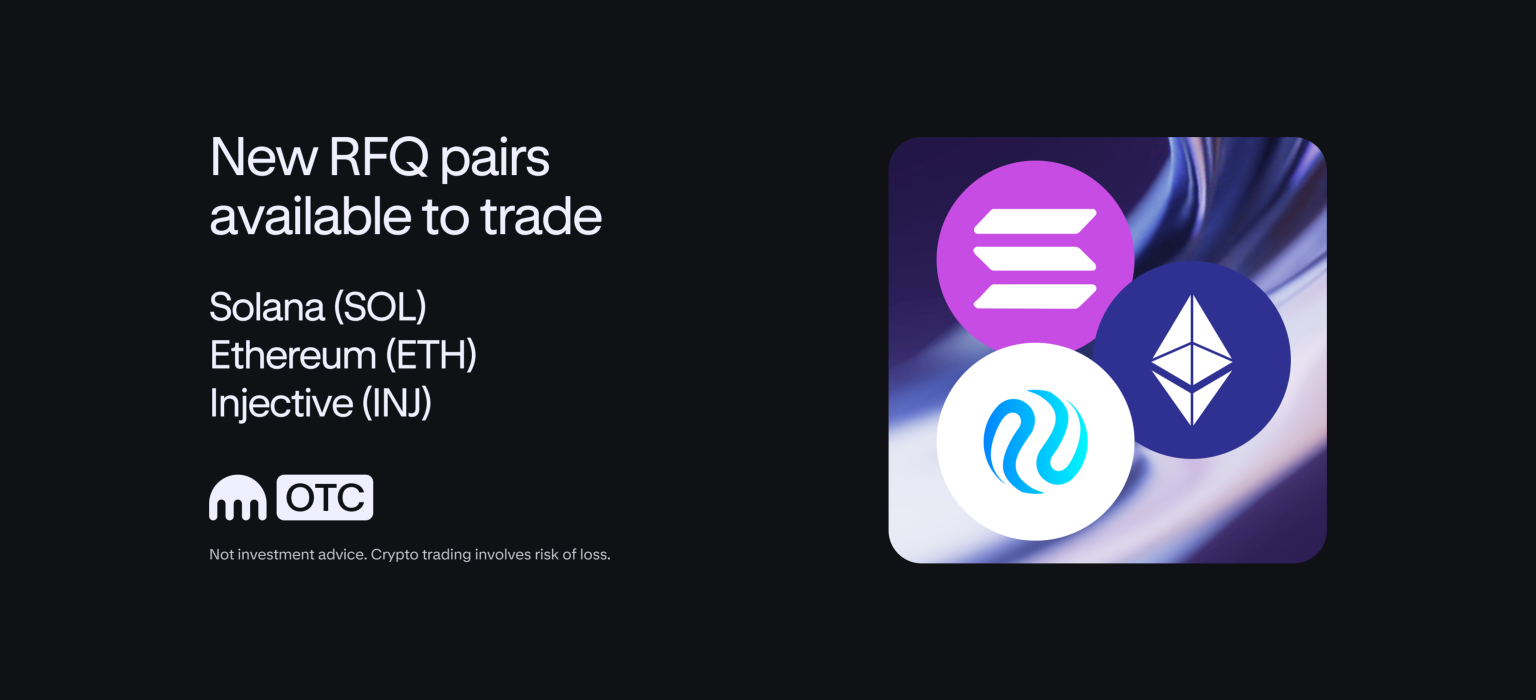 New RFQ pairs
available to trade
Solana (SOL)
Ethereum (ETH)
Injective (INJ)
OTC
Not investment advice. Crypto trading involves risk of loss.